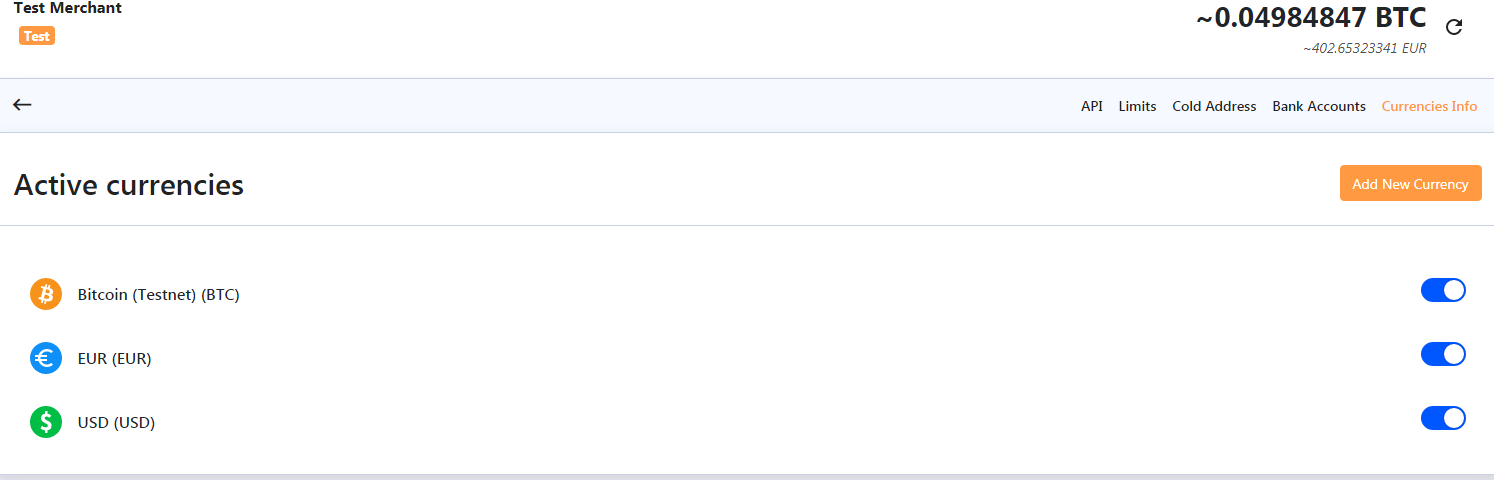 Test Merchant
~0.04984847 BTC
Test
~402.65323341 EUR
API Limits Cold Address Bank Accounts Currencies Info
Active currencies
Add New Currency
Bitcoin (Testnet) (BTC)
EUR (EUR)
USD (USD)